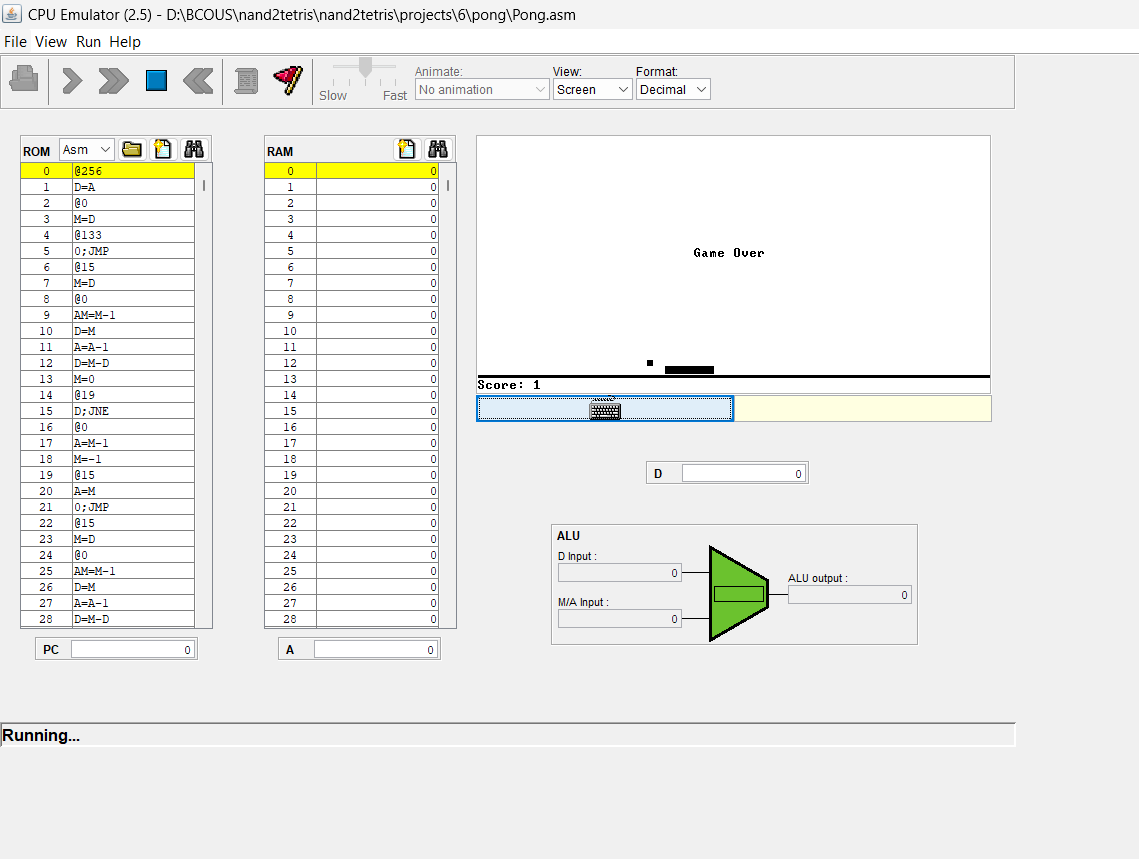 CPU Emulator (2.5) - D:\BCOUS\nand2tetris\nand2tetris\projects\6\pong\Pong.asm
File View Run Help
Slow Fast
Animate: View: Format:
No animation Screen Decimal
ROM Asm
0 @256
1 D=A
2 @0
3 M=D
4 @133
5 0;JMP
6 @15
7 M=D
8 @0
9 AM=M-1
10 D=M
11 A=A-1
12 D=M-D
13 M=0
14 @19
15 D;JNE
16 @0
17 A=M-1
18 M=-1
19 @15
20 A=M
21 0;JMP
22 @15
23 M=D
24 @0
25 AM=M-1
26 D=M
27 A=A-1
28 D=M-D
PC 0
RAM
0 0
1 0
2 0
3 0
4 0
5 0
6 0
7 0
8 0
9 0
10 0
11 0
12 0
13 0
14 0
15 0
16 0
17 0
18 0
19 0
20 0
21 0
22 0
23 0
24 0
25 0
26 0
27 0
28 0
A 0
Game Over
Score: 1
D 0
ALU
D Input :
0
M/A Input :
0
ALU output :
0
Running...